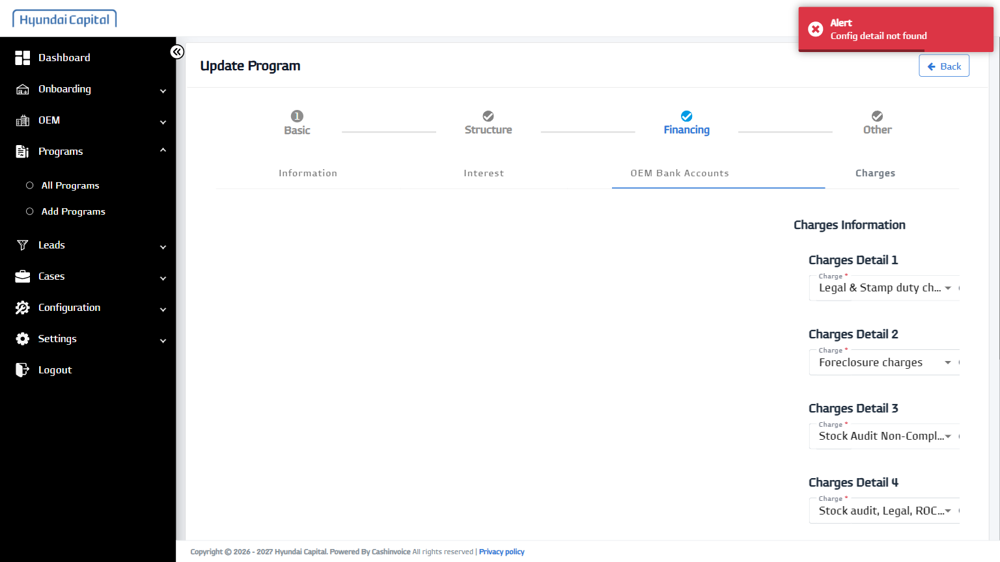 Hyundai Capital
Alert
Config detail not found
Dashboard
Onboarding
OEM
Programs
All Programs
Add Programs
Leads
Cases
Configuration
Settings
Logout
Update Program
Back
1
Basic
Structure
Financing
Other
Information
Interest
OEM Bank Accounts
Charges
Charges Information
Charges Detail 1
Charge *
Legal & Stamp duty ch...
Charges Detail 2
Charge *
Foreclosure charges
Charges Detail 3
Charge *
Stock Audit Non-Compl...
Charges Detail 4
Charge *
Stock audit, Legal, ROC...
Copyright © 2026 - 2027 Hyundai Capital. Powered By Cashinvoice All rights reserved | Privacy policy